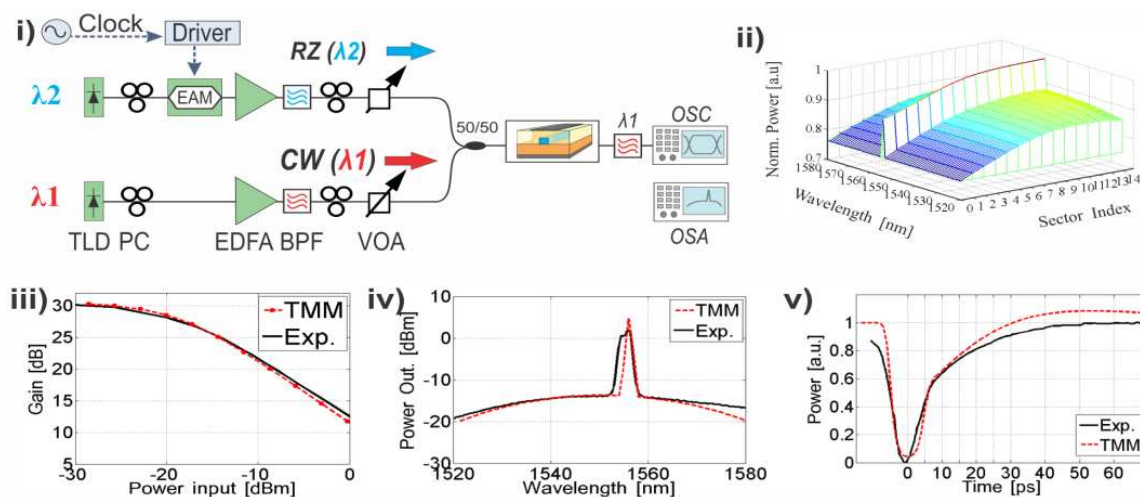 i)
Clock
Driver
RZ (λ2)
λ2
EAM
50/50
λ1
OSC
CW (λ1)
λ1
OSA
TLD PC
EDFA BPF
VOA
ii)
Norm. Power [a.u]
1
0.9
0.8
0.7
1580
1570
1560
1550
1540
1530
1520
Wavelength [nm]
0 1 2 3 4 5 6 7 8 9 10 11 12 13 14
Sector Index
iii)
Gain [dB]
30
25
20
15
10
5
TMM
Exp.
-30 -20 -10 0
Power input [dBm]
iv)
Power Out. [dBm]
10
0
-10
-20
-30
TMM
Exp.
1520 1540 1560 1580
Wavelength [nm]
v)
Power [a.u.]
1
0.8
0.6
0.4
0.2
0
Exp.
TMM
0 10 20 30 40 50 60
Time [ps]